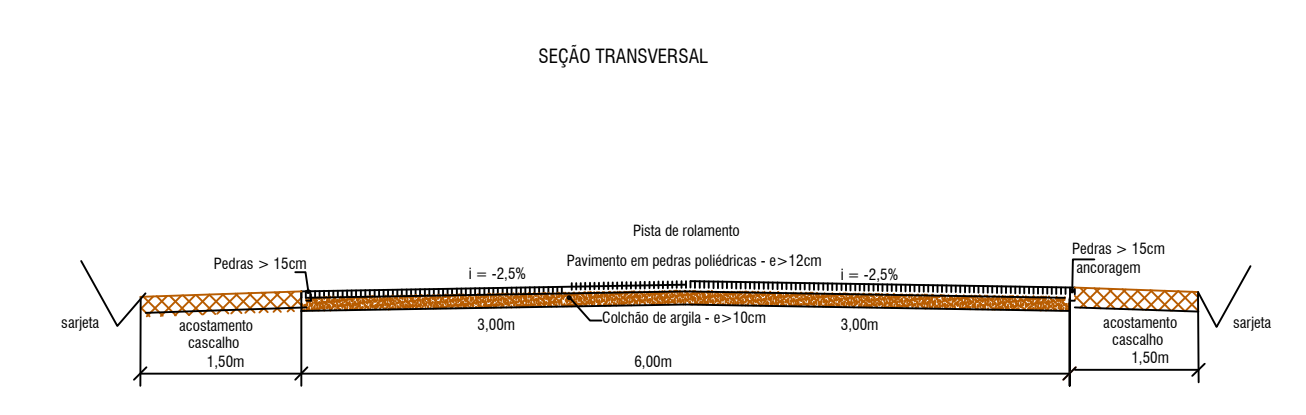 SEÇÃO TRANSVERSAL
Pista de rolamento
Pedras > 15cm
i = -2,5%
Pavimento em pedras poliédricas - e>12cm
i = -2,5%
Pedras > 15cm
ancoragem
sarjeta
acostamento
cascalho
1,50m
3,00m
Colchão de argila - e>10cm
3,00m
6,00m
acostamento
cascalho
1,50m
sarjeta